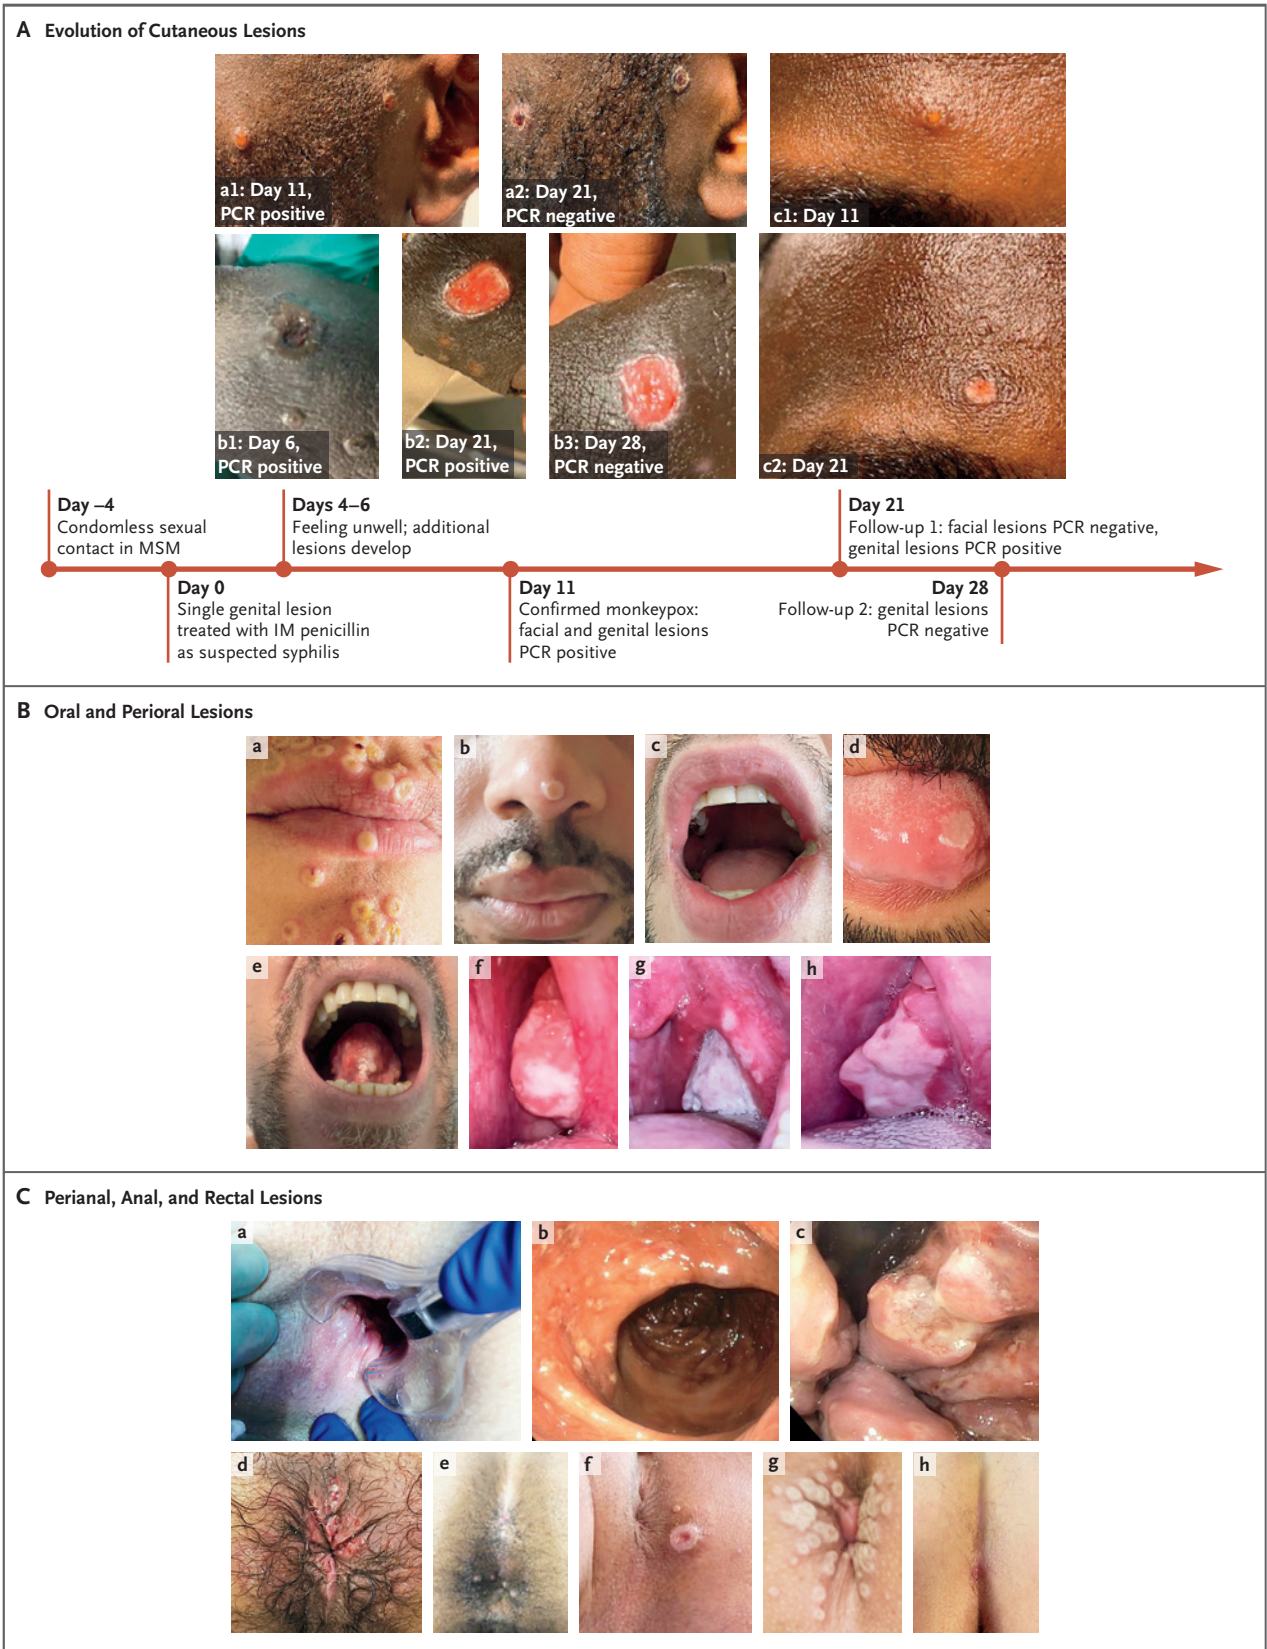 A Evolution of Cutaneous Lesions
a1: Day 11,
PCR positive
a2: Day 21,
PCR negative
c1: Day 11
b1: Day 6,
PCR positive
b2: Day 21,
PCR positive
b3: Day 28,
PCR negative
c2: Day 21
Day –4
Condomless sexual
contact in MSM
Days 4–6
Feeling unwell; additional
lesions develop
Day 21
Follow-up 1: facial lesions PCR negative,
genital lesions PCR positive
Day 0
Single genital lesion
treated with IM penicillin
as suspected syphilis
Day 11
Confirmed monkeypox:
facial and genital lesions
PCR positive
Day 28
Follow-up 2: genital lesions
PCR negative
B Oral and Perioral Lesions
a
b
c
d
e
f
g
h
C Perianal, Anal, and Rectal Lesions
a
b
c
d
e
f
g
h